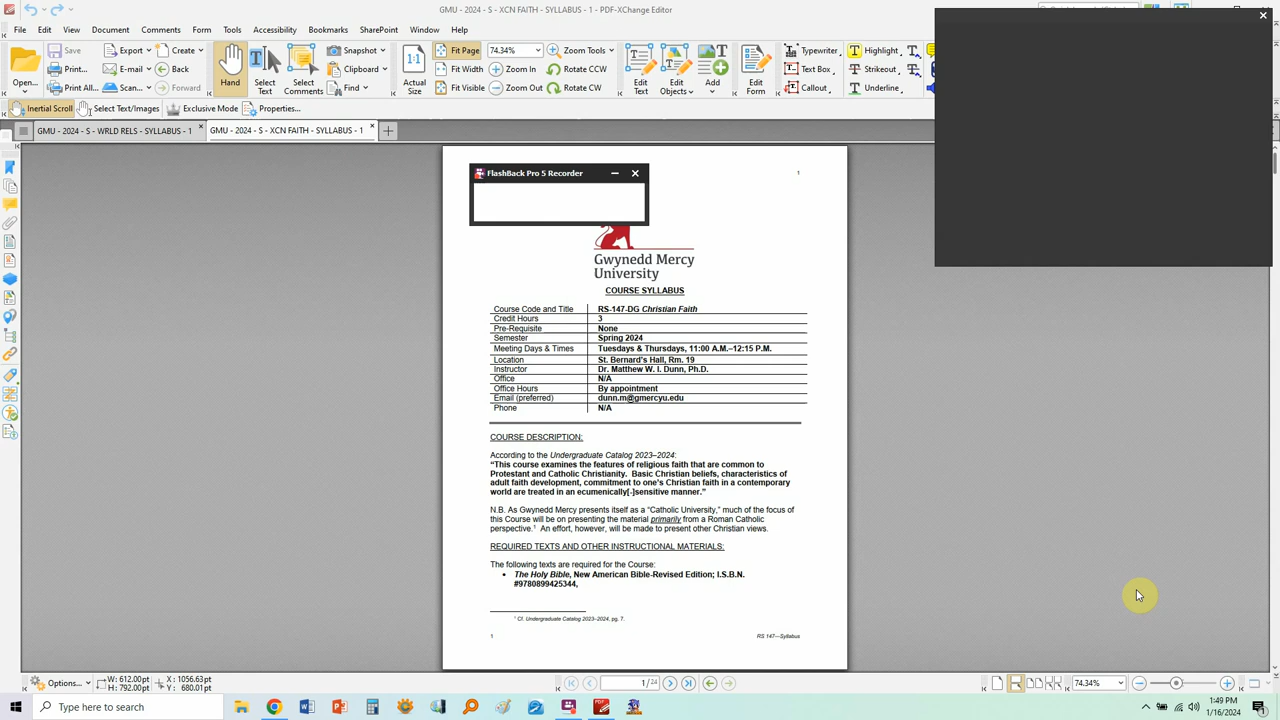 GMU - 2024 - S - XCN FAITH - SYLLABUS - 1 - PDF-XChange Editor
File Edit View Document Comments Form Tools Accessibility Bookmarks SharePoint Window Help
Open... Save Print... Print All... Export E-mail Scan... Create Back Forward Hand Select Text Select Comments Snapshot Clipboard Find Actual Size Fit Page Fit Width Fit Visible 74.34% Zoom In Zoom Out Zoom Tools Rotate CCW Rotate CW Edit Text Edit Objects Add Edit Form Typewriter Text Box Callout Highlight Strikeout Underline
Inertial Scroll Select Text/Images Exclusive Mode Properties...
GMU - 2024 - S - WRLD RELS - SYLLABUS - 1 GMU - 2024 - S - XCN FAITH - SYLLABUS - 1
FlashBack Pro 5 Recorder
1
Gwynedd Mercy
University
COURSE SYLLABUS
Course Code and Title RS-147-DG Christian Faith
Credit Hours 3
Pre-Requisite None
Semester Spring 2024
Meeting Days & Times Tuesdays & Thursdays, 11:00 A.M.–12:15 P.M.
Location St. Bernard's Hall, Rm. 19
Instructor Dr. Matthew W. I. Dunn, Ph.D.
Office N/A
Office Hours By appointment
Email (preferred) dunn.m@gmercyu.edu
Phone N/A
COURSE DESCRIPTION:
According to the Undergraduate Catalog 2023–2024:
“This course examines the features of religious faith that are common to
Protestant and Catholic Christianity. Basic Christian beliefs, characteristics of
adult faith development, commitment to one's Christian faith in a contemporary
world are treated in an ecumenically[-]sensitive manner.”
N.B. As Gwynedd Mercy presents itself as a “Catholic University,” much of the focus of
this Course will be on presenting the material primarily from a Roman Catholic
perspective.1 An effort, however, will be made to present other Christian views.
REQUIRED TEXTS AND OTHER INSTRUCTIONAL MATERIALS:
The following texts are required for the Course:
• The Holy Bible, New American Bible-Revised Edition; I.S.B.N.
#9780899425344,
1 Cf. Undergraduate Catalog 2023–2024, pg. 7.
1 RS 147—Syllabus
Options... W: 612.00pt X: 1056.63pt 1/24 74.34%
H: 792.00pt Y: 680.01pt
Type here to search
1:49 PM
1/16/2024